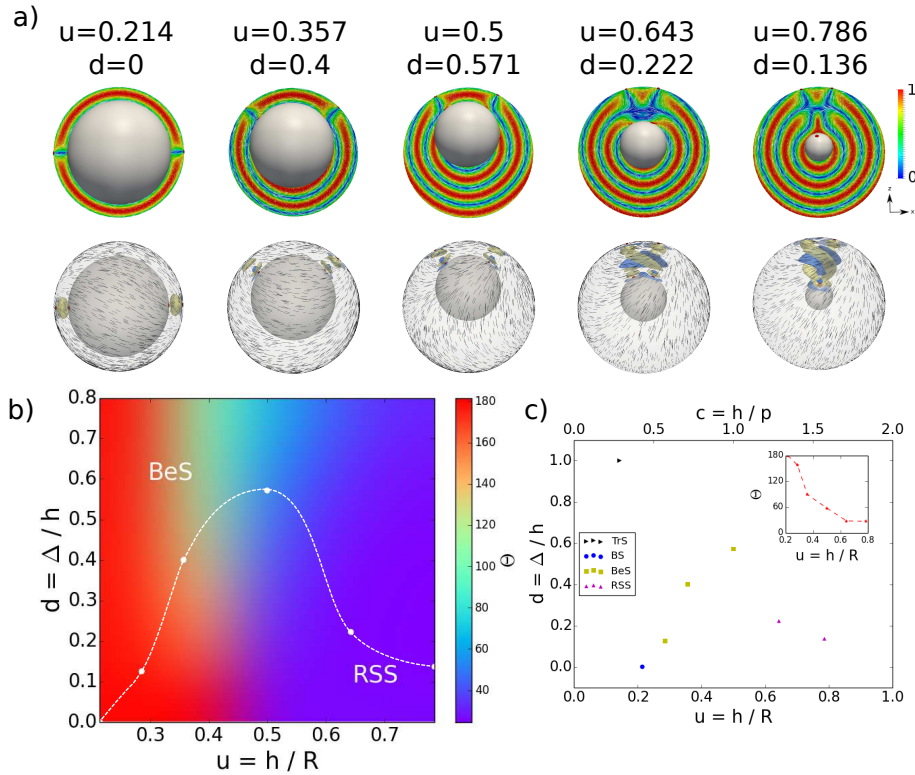 a)
u=0.214 u=0.357 u=0.5 u=0.643 u=0.786
d=0 d=0.4 d=0.571 d=0.222 d=0.136
1
0
z
x
b)
0.8
0.7
0.6
0.5
0.4
0.3
0.2
0.1
0.0
d = Δ / h
BeS
RSS
0.3 0.4 0.5 0.6 0.7
u = h / R
180
160
140
120
100
80
60
40
Θ
c)
c = h / p
0.0 0.5 1.0 1.5 2.0
1.0
0.8
0.6
0.4
0.2
0.0
d = Δ / h
TrS
BS
BeS
RSS
180
120
60
0
Θ
0.2 0.4 0.6 0.8
u = h / R
0.0 0.2 0.4 0.6 0.8 1.0
u = h / R